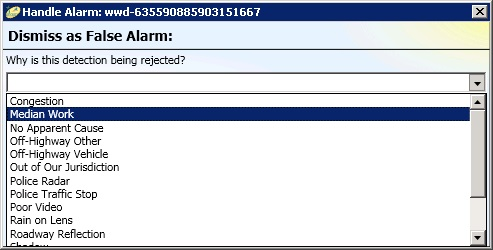 Handle Alarm: wwd-635590885903151667
Dismiss as False Alarm:
Why is this detection being rejected?
Congestion
Median Work
No Apparent Cause
Off-Highway Other
Off-Highway Vehicle
Out of Our Jurisdiction
Police Radar
Police Traffic Stop
Poor Video
Rain on Lens
Roadway Reflection
Shadow